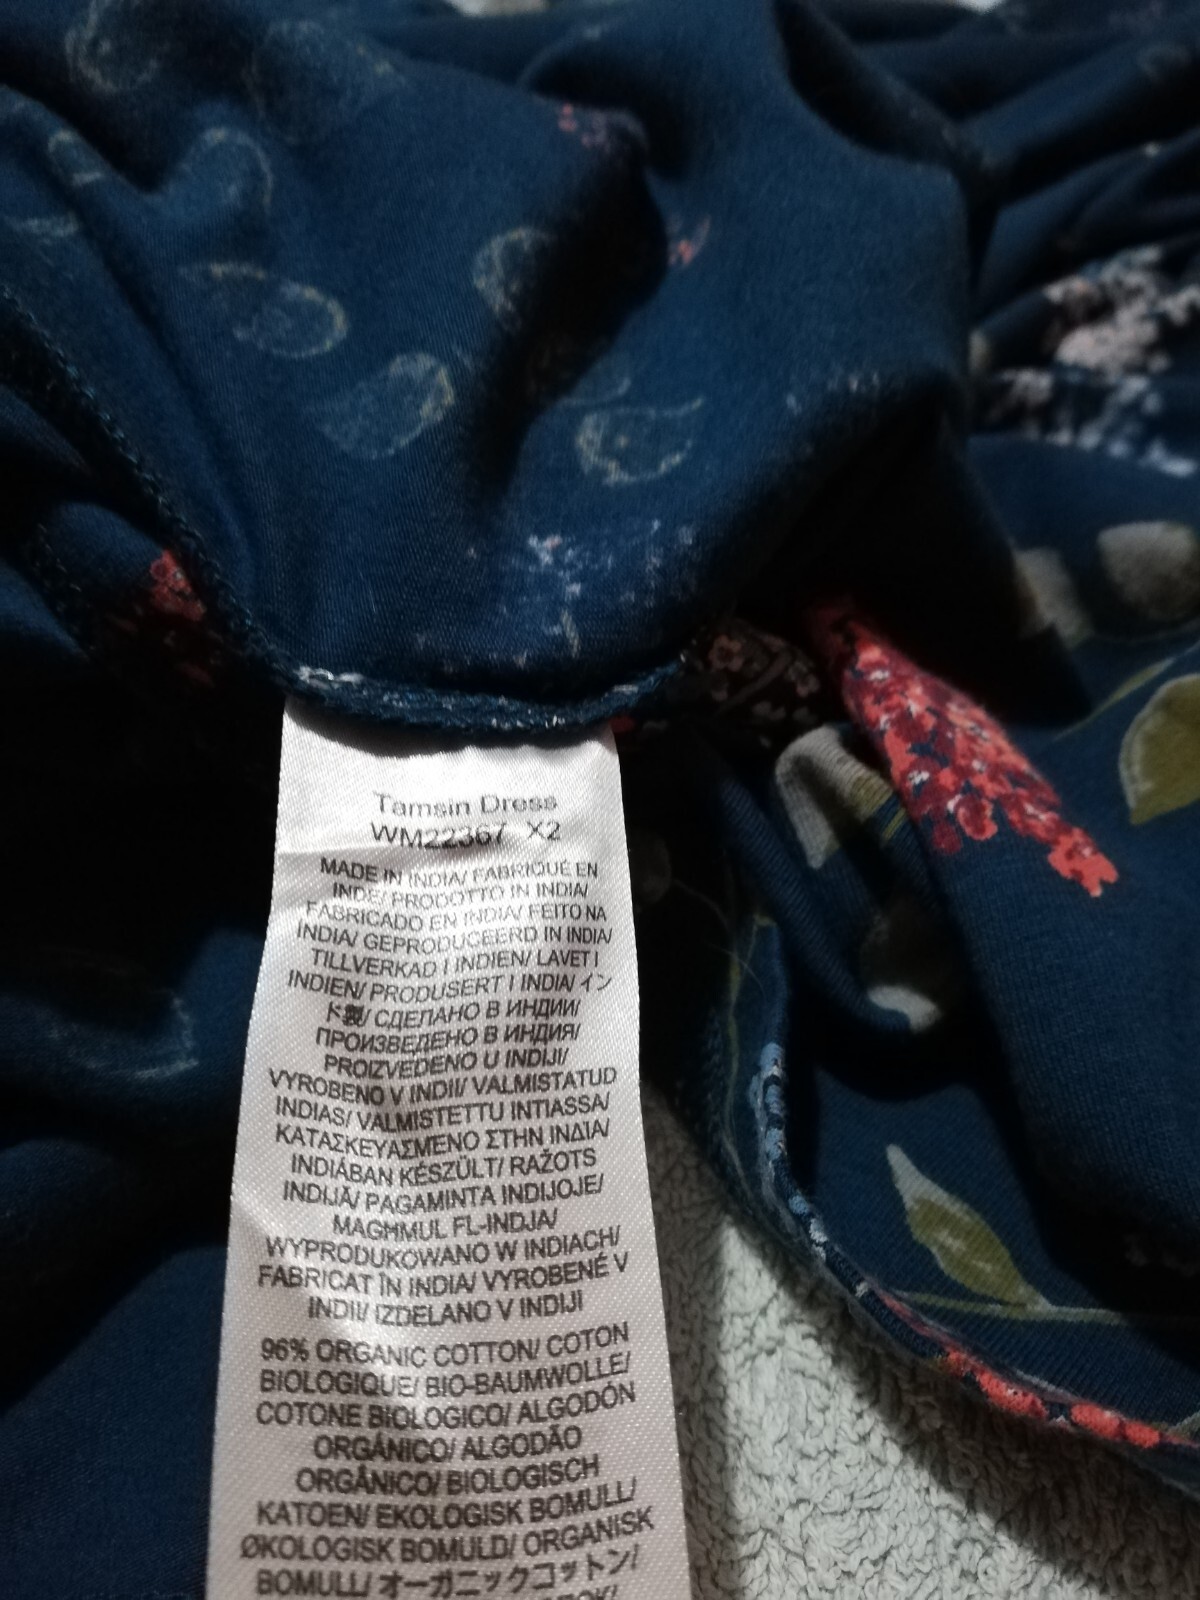 Tamsin Dress
WM22367 X2
MADE IN INDIA/ FABRIQUÉ EN
INDE/ PRODOTTO IN INDIA/
FABRICADO EN INDIA/ FEITO NA
INDIA/ GEPRODUCEERD IN INDIA/
TILLVERKAD I INDIEN/ LAVET I
INDIEN/ PRODUSERT I INDIA/ イン
ド製/ СДЕЛАНО В ИНДИИ/
ПРОИЗВЕДЕНО В ИНДИЯ/
PROIZVEDENO U INDIJI/
VYROBENO V INDII/ VALMISTATUD
INDIAS/ VALMISTETTU INTIASSA/
ΚΑΤΑΣΚΕΥΑΣΜΕΝΟ ΣΤΗΝ ΙΝΔΙΑ/
INDIÁBAN KÉSZÜLT/ RAŽOTS
INDIJĀ/ PAGAMINTA INDIJOJE/
MAGĦMUL FL-INDJA/
WYPRODUKOWANO W INDIACH/
FABRICAT ÎN INDIA/ VYROBENÉ V
INDII/ IZDELANO V INDIJI
96% ORGANIC COTTON/ COTON
BIOLOGIQUE/ BIO-BAUMWOLLE/
COTONE BIOLOGICO/ ALGODÓN
ORGÁNICO/ ALGODÃO
ORGÂNICO/ BIOLOGISCH
KATOEN/ EKOLOGISK BOMULL/
ØKOLOGISK BOMULD/ ORGANISK
BOMULL/ オーガニックコットン/